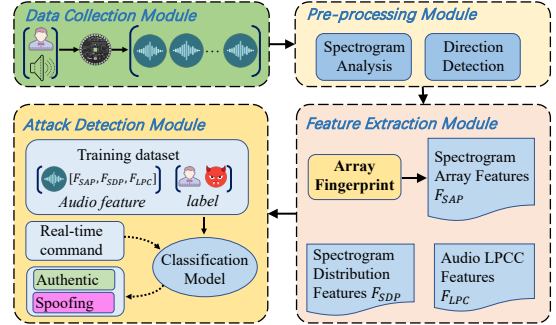 Data Collection Module
...
Pre-processing Module
Spectrogram
Analysis
Direction
Detection
Attack Detection Module
Training dataset
[F_SAP, F_SDP, F_LPC]
Audio feature
label
Real-time
command
Classification
Model
Authentic
Spoofing
Feature Extraction Module
Array
Fingerprint
Spectrogram
Array Features
F_SAP
Spectrogram
Distribution
Features F_SDP
Audio LPCC
Features
F_LPC